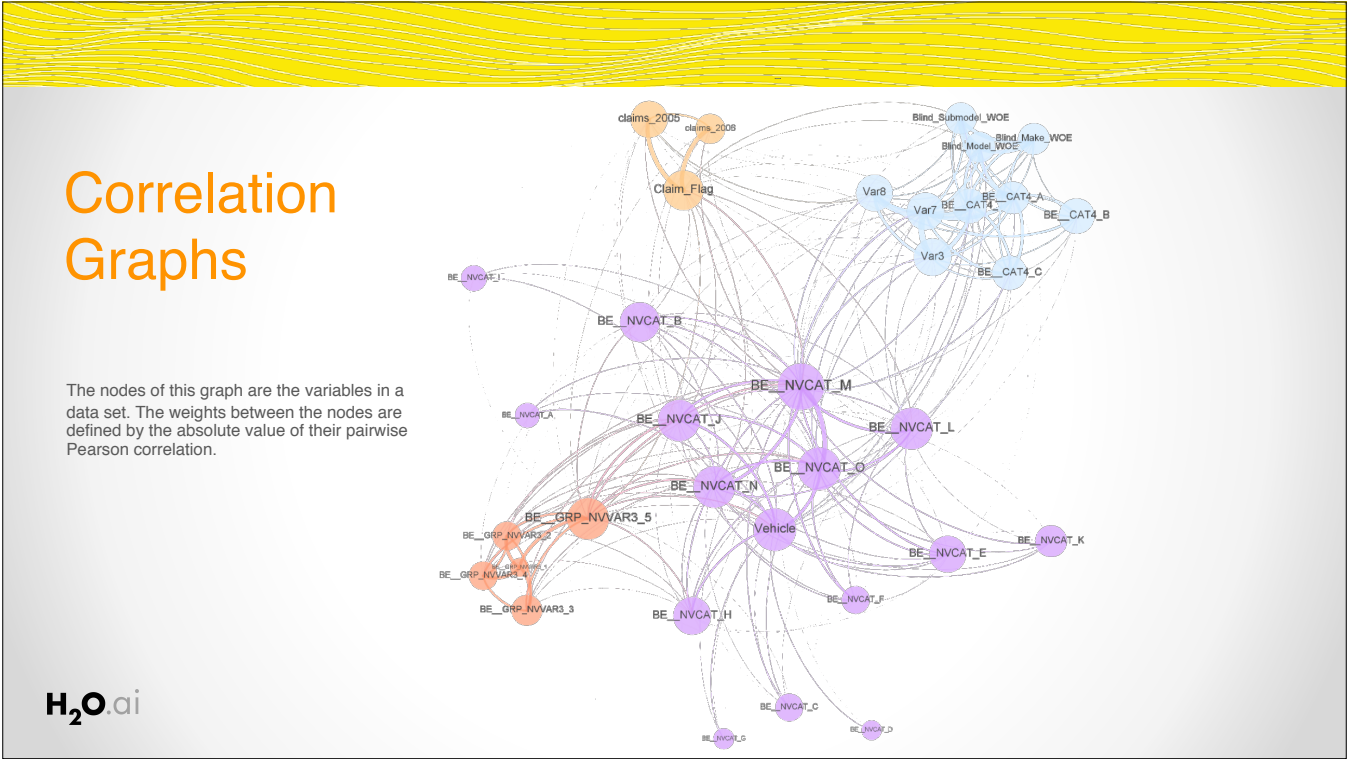 Correlation
Graphs
The nodes of this graph are the variables in a
data set. The weights between the nodes are
defined by the absolute value of their pairwise
Pearson correlation.
claims_2005
claims_2006
Claim_Flag
Blind_Submodel_WOE
Blind_Make_WOE
Blind_Model_WOE
Var8
Var7
BE__CAT4_
BE__CAT4_A
BE__CAT4_B
Var3
BE__CAT4_C
BE__NVCAT_I
BE__NVCAT_B
BE__NVCAT_M
BE__NVCAT_A
BE__NVCAT_J
BE__NVCAT_L
BE__NVCAT_O
BE__NVCAT_N
BE__GRP_NVVAR3_5
Vehicle
BE__GRP_NVVAR3_2
BE__GRP_NVVAR3_4
BE__GRP_NVVAR3_3
BE__NVCAT_K
BE__NVCAT_E
BE__NVCAT_F
BE__NVCAT_H
BE__NVCAT_C
BE__NVCAT_D
BE__NVCAT_G
H2O.ai